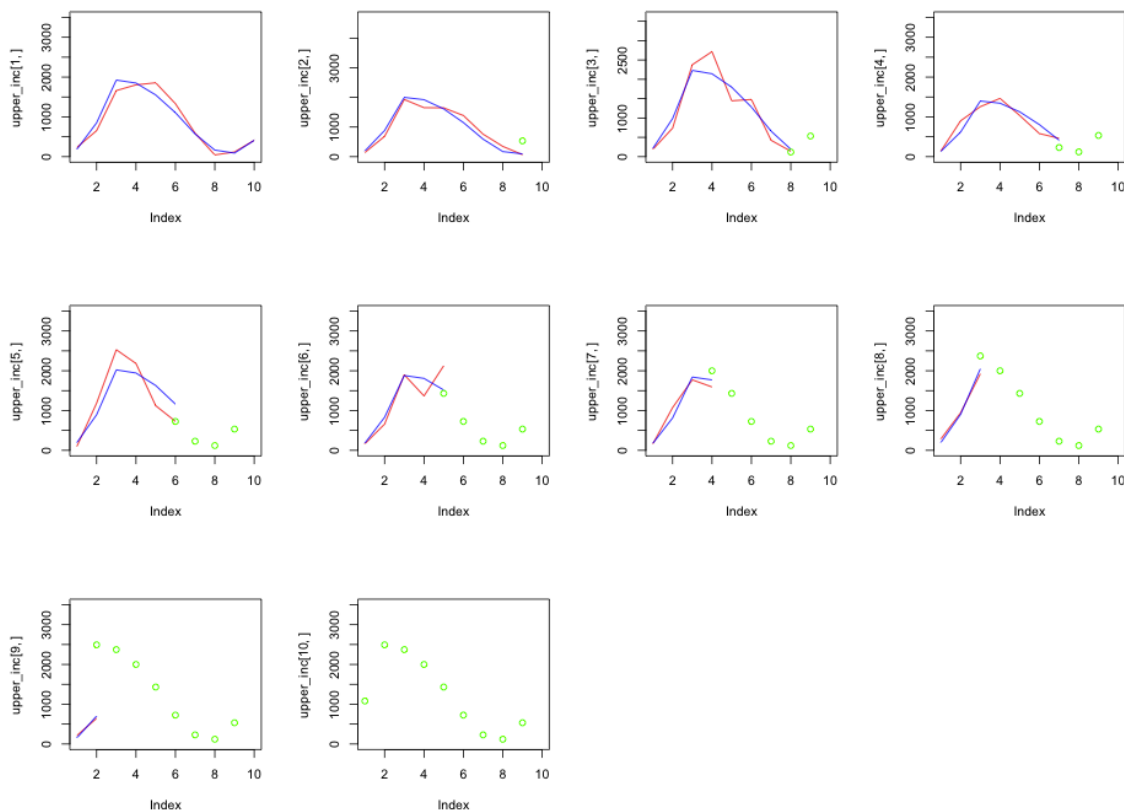 upper_inc[1, ]
0 1000 2000 3000
2 4 6 8 10
Index
upper_inc[2, ]
0 1000 3000
2 4 6 8 10
Index
upper_inc[3, ]
0 1000 2500
2 4 6 8 10
Index
upper_inc[4, ]
0 1000 2000 3000
2 4 6 8 10
Index
upper_inc[5, ]
0 1000 2000 3000
2 4 6 8 10
Index
upper_inc[6, ]
0 1000 2000 3000
2 4 6 8 10
Index
upper_inc[7, ]
0 1000 2000 3000
2 4 6 8 10
Index
upper_inc[8, ]
0 1000 2000 3000
2 4 6 8 10
Index
upper_inc[9, ]
0 1000 2000 3000
2 4 6 8 10
Index
upper_inc[10, ]
0 1000 2000 3000
2 4 6 8 10
Index